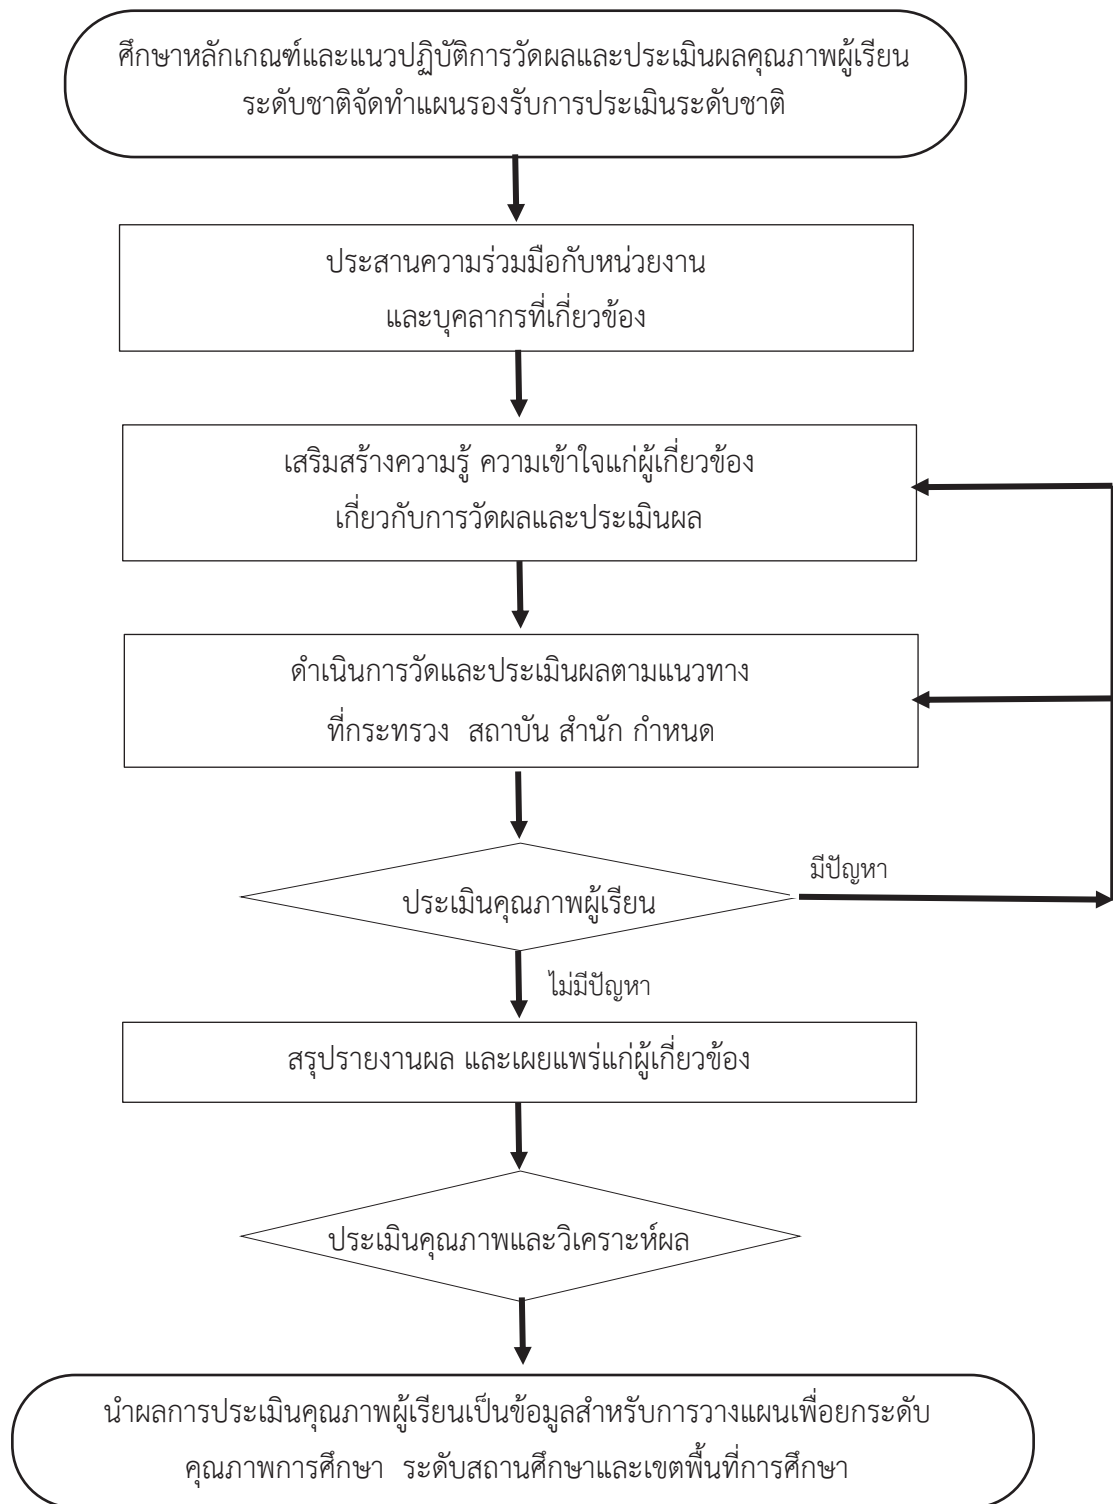 ศึกษาหลักเกณฑ์และแนวปฏิบัติการวัดผลและประเมินผลคุณภาพผู้เรียน
ระดับชาติจัดทำแผนรองรับการประเมินระดับชาติ
ประสานความร่วมมือกับหน่วยงาน
และบุคลากรที่เกี่ยวข้อง
เสริมสร้างความรู้ ความเข้าใจแก่ผู้เกี่ยวข้อง
เกี่ยวกับการวัดผลและประเมินผล
ดำเนินการวัดและประเมินผลตามแนวทาง
ที่กระทรวง สถาบัน สำนัก กำหนด
มีปัญหา
ประเมินคุณภาพผู้เรียน
ไม่มีปัญหา
สรุปรายงานผล และเผยแพร่แก่ผู้เกี่ยวข้อง
ประเมินคุณภาพและวิเคราะห์ผล
นำผลการประเมินคุณภาพผู้เรียนเป็นข้อมูลสำหรับการวางแผนเพื่อยกระดับ
คุณภาพการศึกษา ระดับสถานศึกษาและเขตพื้นที่การศึกษา